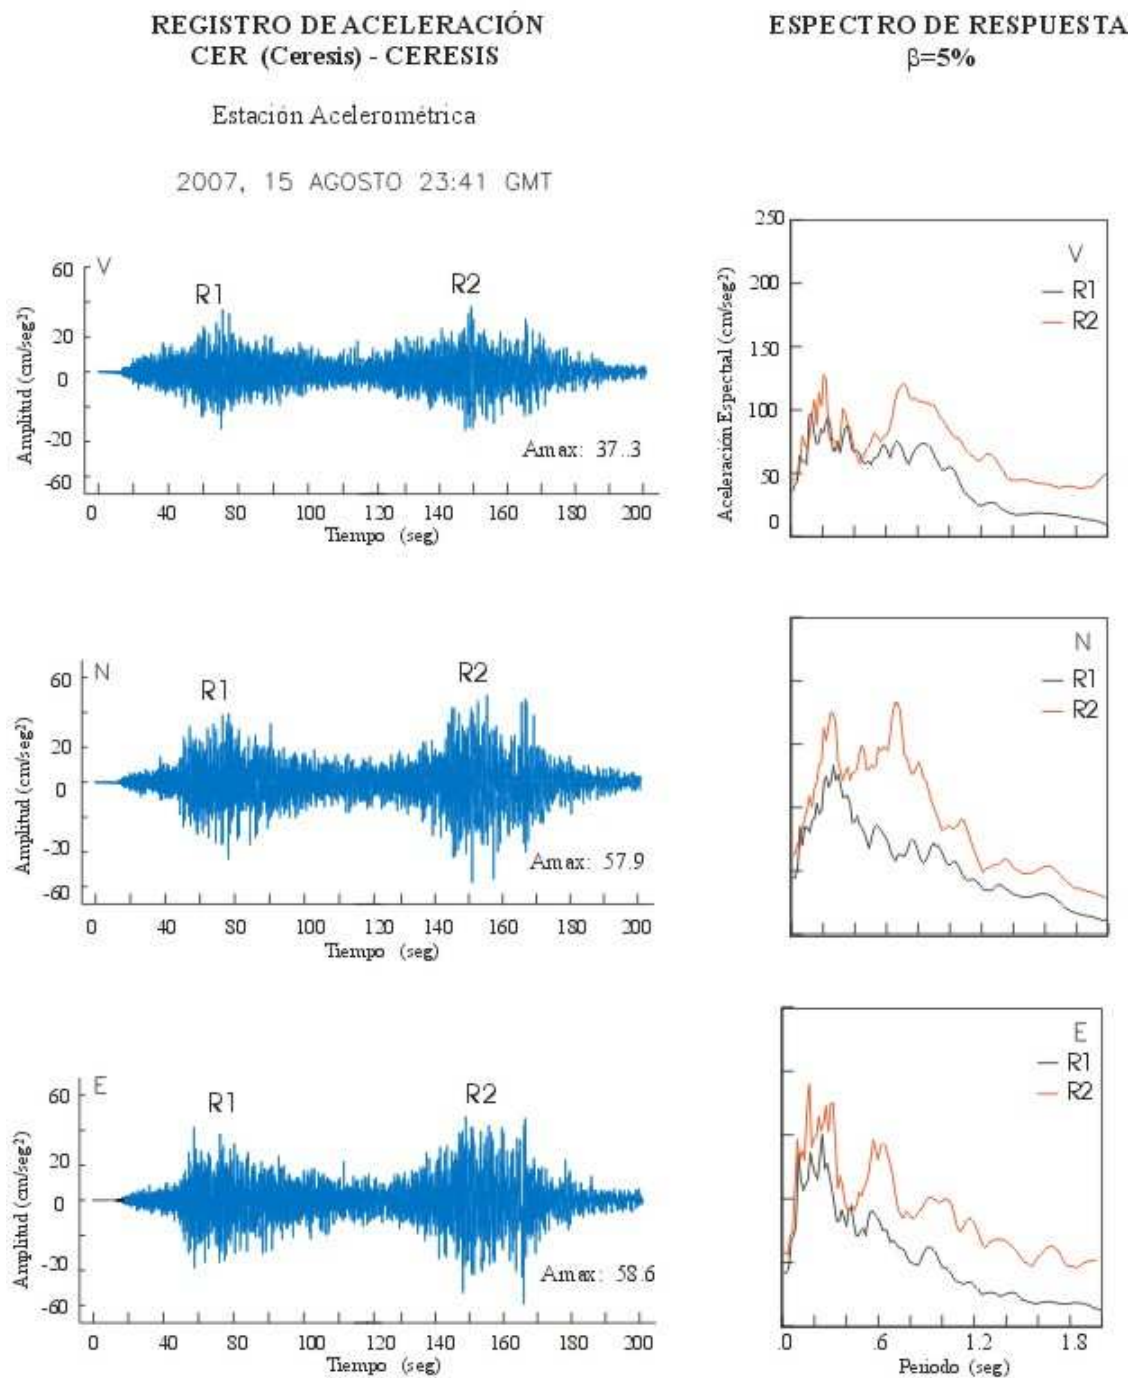 REGISTRO DE ACELERACIÓN
CER (Ceresis) - CERESIS
Estación Acelerométrica
2007, 15 AGOSTO 23:41 GMT
ESPECTRO DE RESPUESTA
β=5%
V
R1
R2
60
20
0
-20
-60
Amplitud (cm/seg²)
Amax: 37..3
0 40 80 100 120 140 160 180 200
Tiempo (seg)
250
200
150
100
50
0
Aceleración Espectral (cm/seg²)
V
R1
R2
N
R1
R2
60
20
0
-20
-60
Amplitud (cm/seg²)
Amax: 57.9
0 40 80 100 120 140 160 180 200
Tiempo (seg)
N
R1
R2
E
R1
R2
60
20
0
-20
-60
Amplitud (cm/seg²)
Amax: 58.6
0 40 80 100 120 140 160 180 200
Tiempo (seg)
E
R1
R2
.0 .6 1.2 1.8
Periodo (seg)